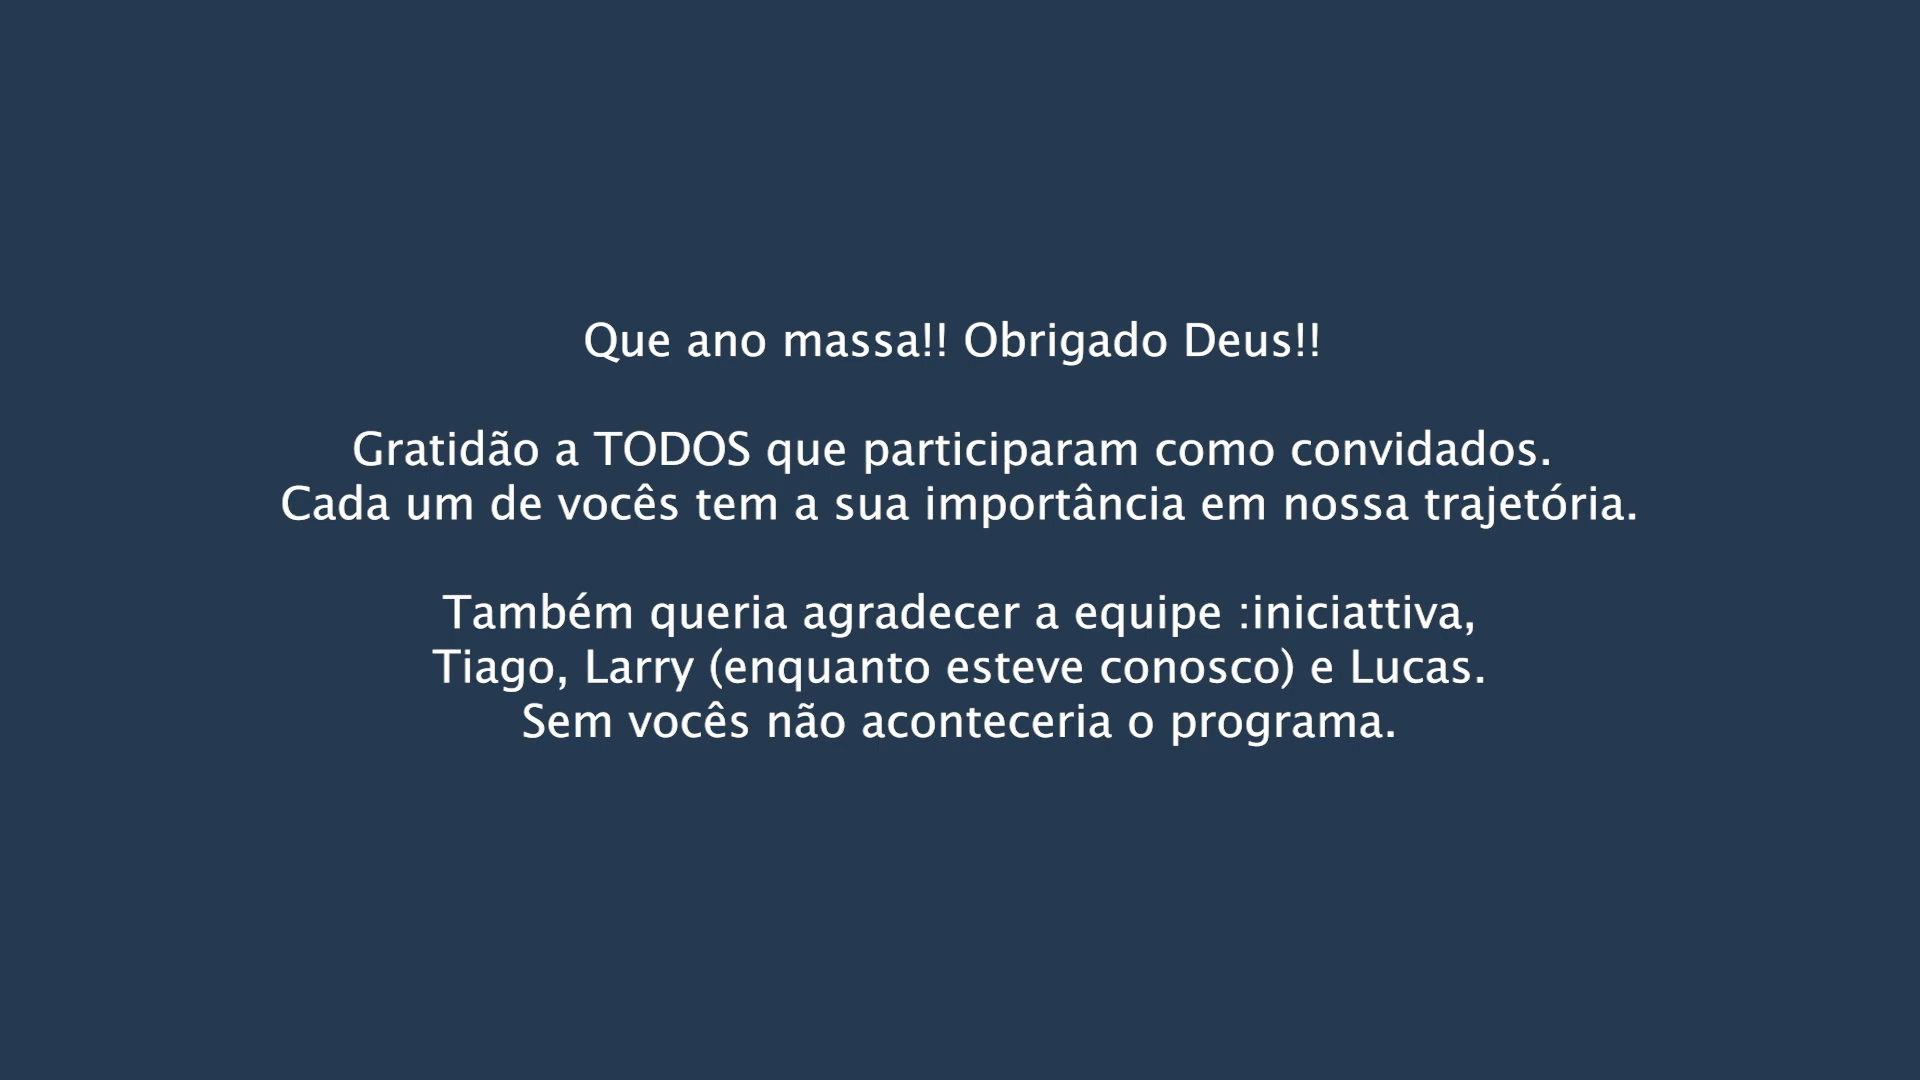 Que ano massa!! Obrigado Deus!!
Gratidão a TODOS que participaram como convidados.
Cada um de vocês tem a sua importância em nossa trajetória.
Também queria agradecer a equipe :iniciattiva,
Tiago, Larry (enquanto esteve conosco) e Lucas.
Sem vocês não aconteceria o programa.